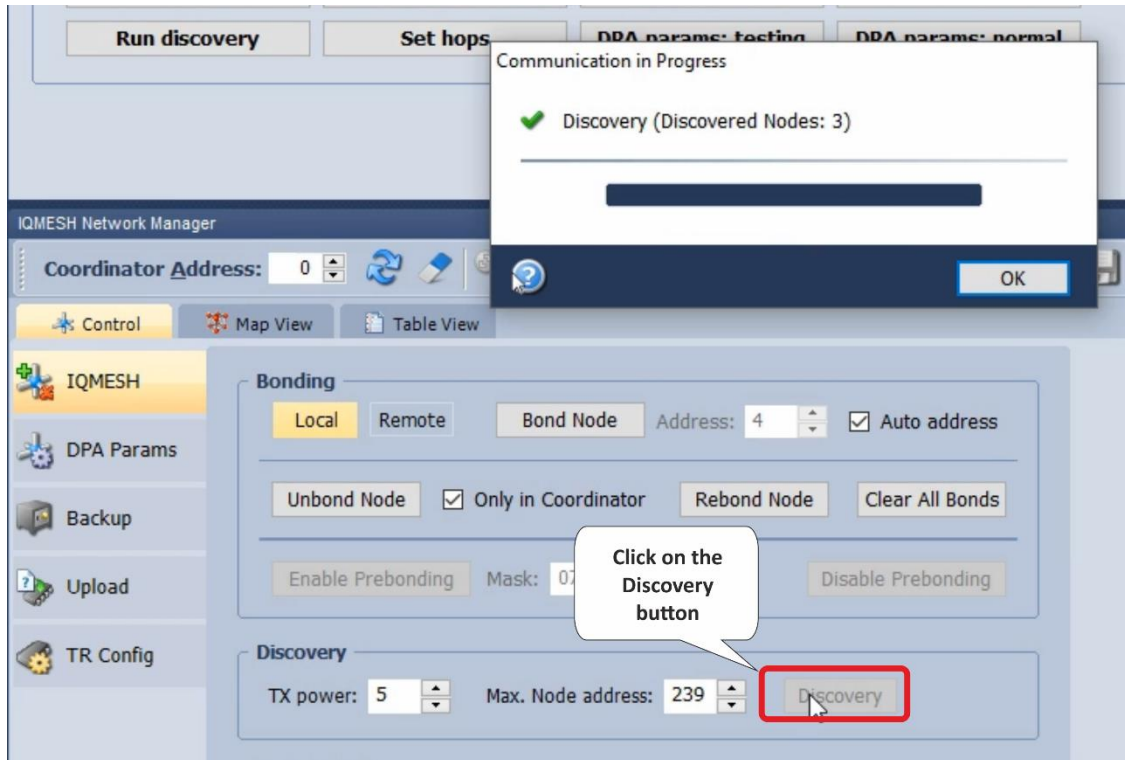 Run discovery
Set hops
DPA params: testing
DPA params: normal
Communication in Progress
Discovery (Discovered Nodes: 3)
OK
IQMESH Network Manager
Coordinator Address: 0
Control
Map View
Table View
IQMESH
DPA Params
Backup
Upload
TR Config
Bonding
Local
Remote
Bond Node
Address: 4
Auto address
Unbond Node
Only in Coordinator
Rebond Node
Clear All Bonds
Enable Prebonding
Mask: 07
Disable Prebonding
Click on the
Discovery
button
Discovery
TX power: 5
Max. Node address: 239
Discovery